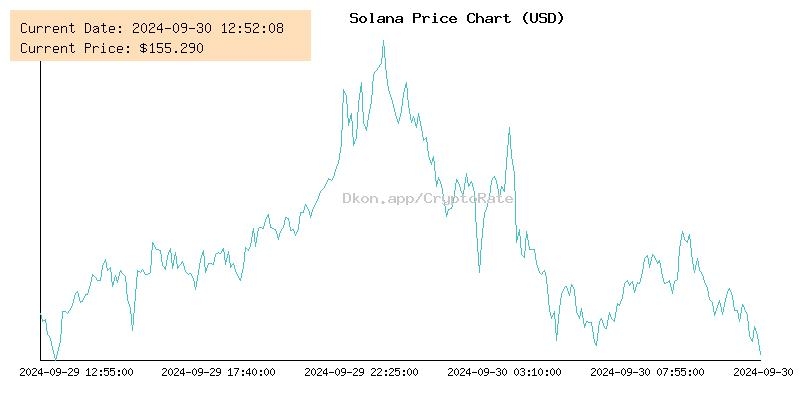 Solana Price Chart (USD)
Current Date: 2024-09-30 12:52:08
Current Price: $155.290
Dkon.app/CryptoRate
2024-09-29 12:55:00 2024-09-29 17:40:00 2024-09-29 22:25:00 2024-09-30 03:10:00 2024-09-30 07:55:00 2024-09-30